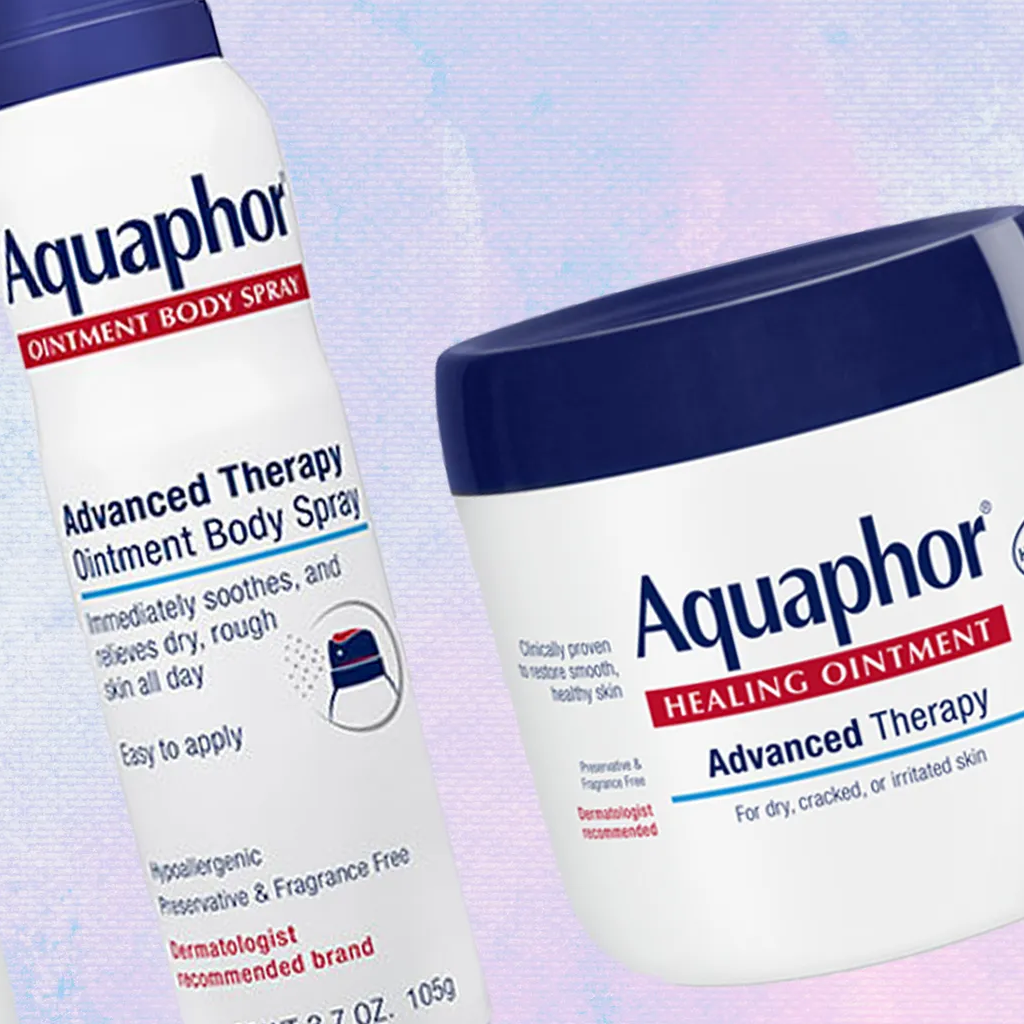 Aquaphor
OINTMENT BODY SPRAY
Advanced Therapy
Ointment Body Spray
Immediately soothes, and
relieves dry, rough
skin all day
Easy to apply
Hypoallergenic
Preservative & Fragrance Free
Dermatologist
recommended brand
3.7 OZ. 105g
Aquaphor®
HEALING OINTMENT
Advanced Therapy
For dry, cracked, or irritated skin
Clinically proven
to restore smooth,
healthy skin
Preservative &
Fragrance Free
Dermatologist
recommended